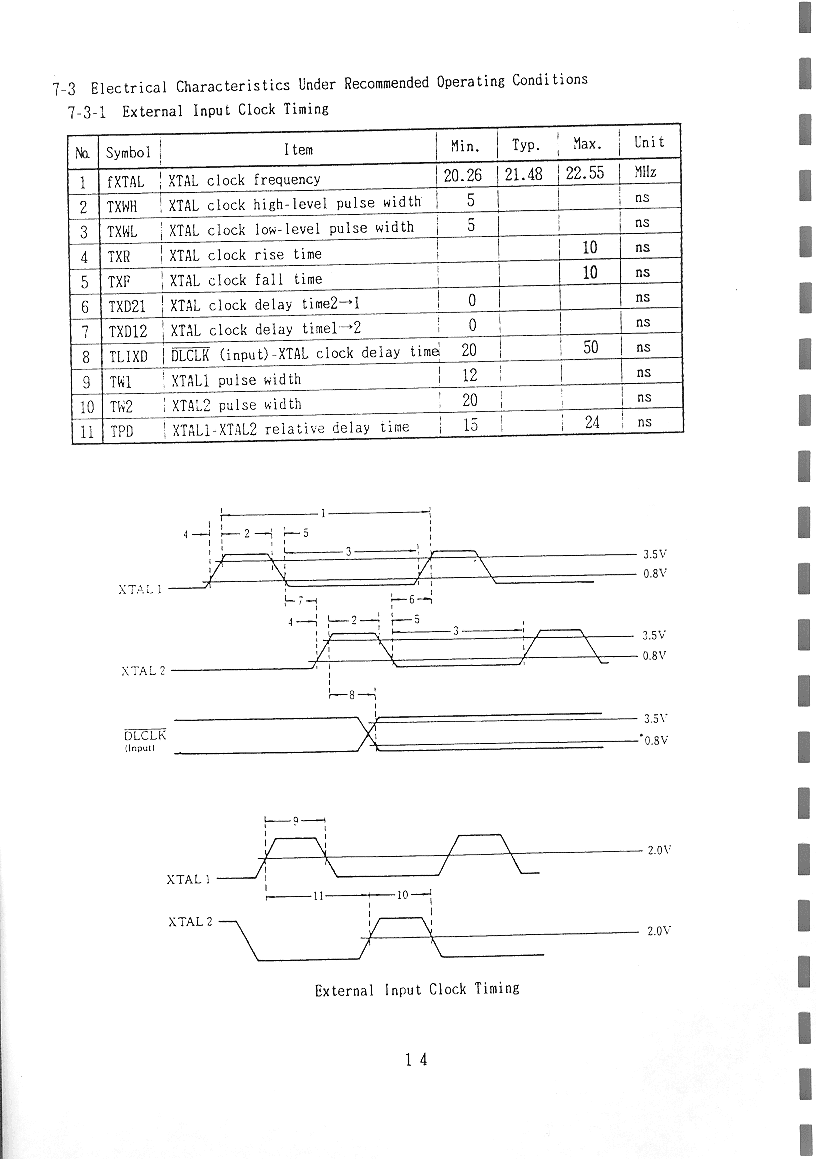 7-3 Electrical Characteristics Under Recommended Operating Conditions
7-3-1 External Input Clock Timing
No. Symbol Item Min. Typ. Max. Unit
1 fXTAL XTAL clock frequency 20.26 21.48 22.55 MHz
2 TXWH XTAL clock high-level pulse width 5 ns
3 TXWL XTAL clock low-level pulse width 5 ns
4 TXR XTAL clock rise time 10 ns
5 TXF XTAL clock fall time 10 ns
6 TXD21 XTAL clock delay time2→1 0 ns
7 TXD12 XTAL clock delay time1→2 0 ns
8 TLIXD DLCLK (input)-XTAL clock delay time 20 50 ns
9 TW1 XTAL1 pulse width 12 ns
10 TW2 XTAL2 pulse width 20 ns
11 TPD XTAL1-XTAL2 relative delay time 15 24 ns
1
4 2 5
3
3.5V
0.8V
XTAL 1
7 6
4 2 5
3
3.5V
0.8V
XTAL 2
8
3.5V
DLCLK
(Input)
0.8V
9
2.0V
XTAL 1
11 10
XTAL 2
2.0V
External Input Clock Timing
14